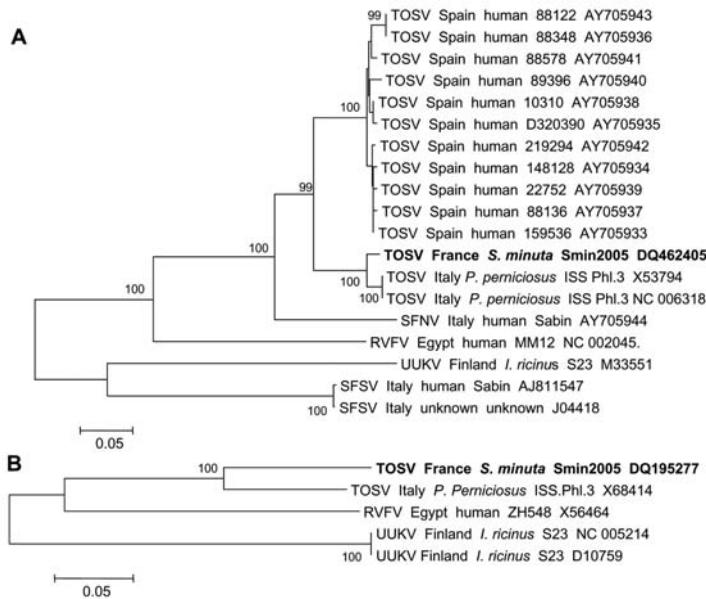 A
99
TOSV Spain human 88122 AY705943
TOSV Spain human 88348 AY705936
TOSV Spain human 88578 AY705941
TOSV Spain human 89396 AY705940
100
TOSV Spain human 10310 AY705938
TOSV Spain human D320390 AY705935
TOSV Spain human 219294 AY705942
TOSV Spain human 148128 AY705934
99
TOSV Spain human 22752 AY705939
TOSV Spain human 88136 AY705937
TOSV Spain human 159536 AY705933
100
TOSV France S. minuta Smin2005 DQ462405
100
TOSV Italy P. perniciosus ISS Phl.3 X53794
100
TOSV Italy P. perniciosus ISS Phl.3 NC 006318
100
SFNV Italy human Sabin AY705944
RVFV Egypt human MM12 NC 002045.
UUKV Finland I. ricinus S23 M33551
SFSV Italy human Sabin AJ811547
100
SFSV Italy unknown unknown J04418
0.05
B
100
TOSV France S. minuta Smin2005 DQ195277
TOSV Italy P. Perniciosus ISS.Phl.3 X68414
RVFV Egypt human ZH548 X56464
UUKV Finland I. ricinus S23 NC 005214
100
UUKV Finland I. ricinus S23 D10759
0.05